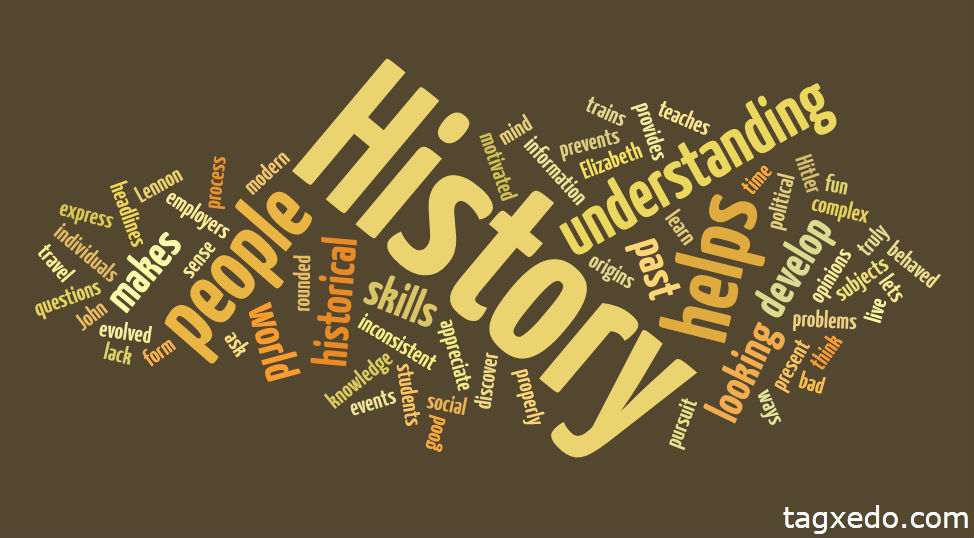 History
understanding
people
helps
makes
world
historical
skills
past
develop
looking
express
headlines
Lennon
process
modern
employers
individuals
travel
sense
questions
John
evolved
lack
form
ask
rounded
inconsistent
knowledge
events
students
appreciate
social
good
discover
properly
motivated
mind
information
prevents
trains
provides
teaches
Elizabeth
learn
origins
time
political
Hitler
fun
complex
truly
behaved
opinions
subjects
lets
live
problems
think
present
bad
ways
pursuit
tagxedo.com